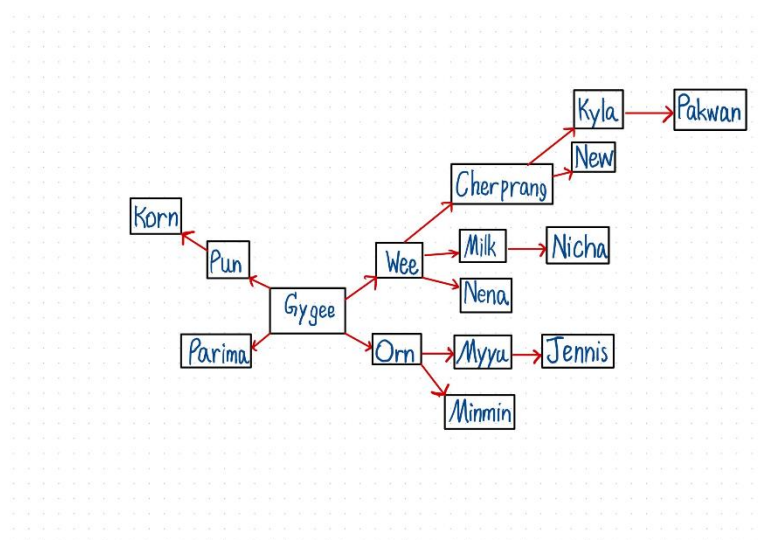 Kyla
Pakwan
New
Cherprang
Korn
Milk
Nicha
Pun
Wee
Nena
Gygee
Parima
Orn
Myyu
Jennis
Minmin